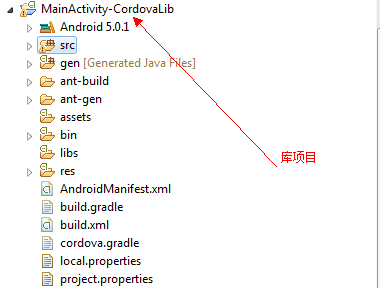 MainActivity-CordovaLib
Android 5.0.1
src
gen [Generated Java Files]
ant-build
ant-gen
assets
bin
库项目
libs
res
AndroidManifest.xml
build.gradle
build.xml
cordova.gradle
local.properties
project.properties